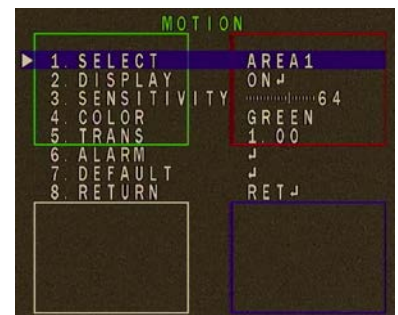 MOTION
1. SELECT AREA1
2. DISPLAY ON↵
3. SENSITIVITY 64
4. COLOR GREEN
5. TRANS 1.00
6. ALARM ↵
7. DEFAULT ↵
8. RETURN RET↵